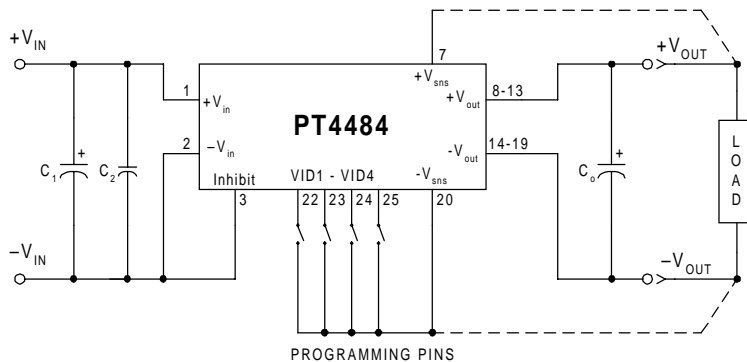 +V IN
7
+V OUT
+V sns
1
8-13
+V in
+V out
PT4484
2
14-19
–V in
-V out
C 1
+
C 2
VID1 - VID4
-V sns
C o
+
LOAD
Inhibit
3
22 23 24 25
20
–V IN
–V OUT
PROGRAMMING PINS